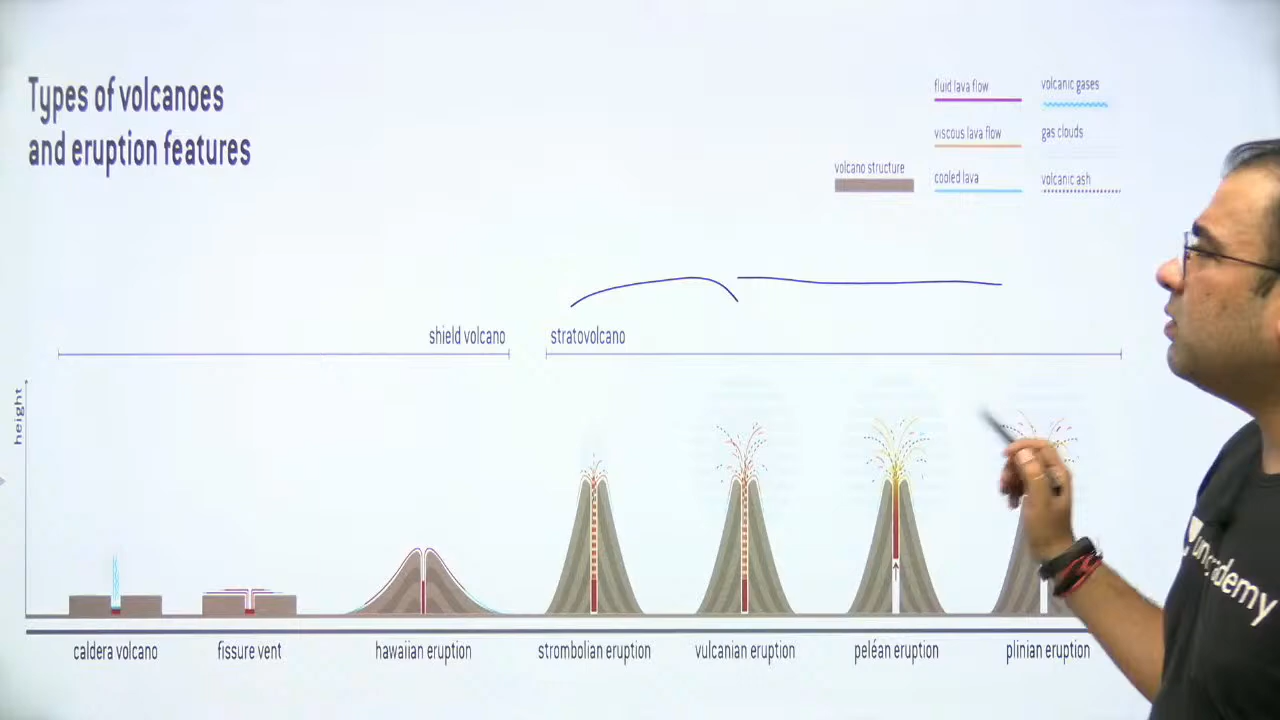 Types of volcanoes
and eruption features
fluid lava flow
volcanic gases
viscous lava flow
gas clouds
volcano structure
cooled lava
volcanic ash
shield volcano
stratovolcano
height
caldera volcano
fissure vent
hawaiian eruption
strombolian eruption
vulcanian eruption
peléan eruption
plinian eruption
unacademy